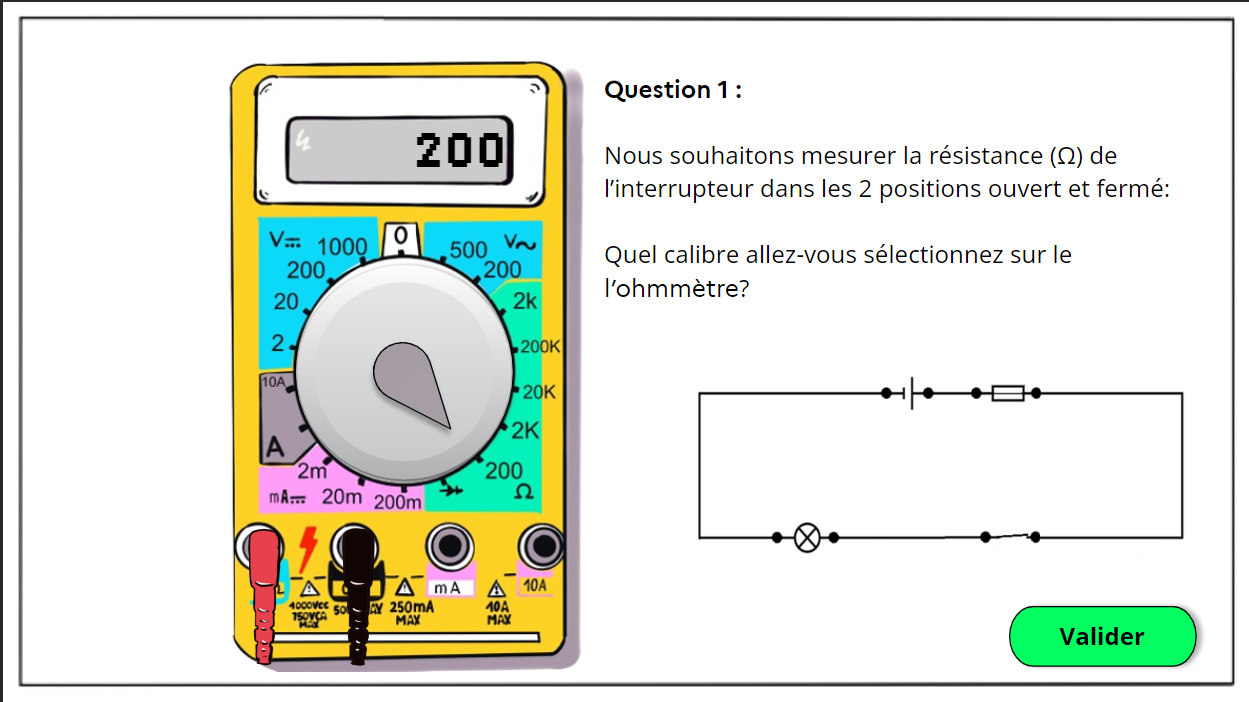 200
V 1000
0
500 V
200
200
20
2k
2
200K
10A
20K
2K
A
2m
200
mA 20m 200m
Ω
mA
10A
1000VCC
750VCA
MAX
250mA
MAX
10A
MAX
Question 1 :
Nous souhaitons mesurer la résistance (Ω) de
l’interrupteur dans les 2 positions ouvert et fermé:
Quel calibre allez-vous sélectionnez sur le
l’ohmmètre?
Valider